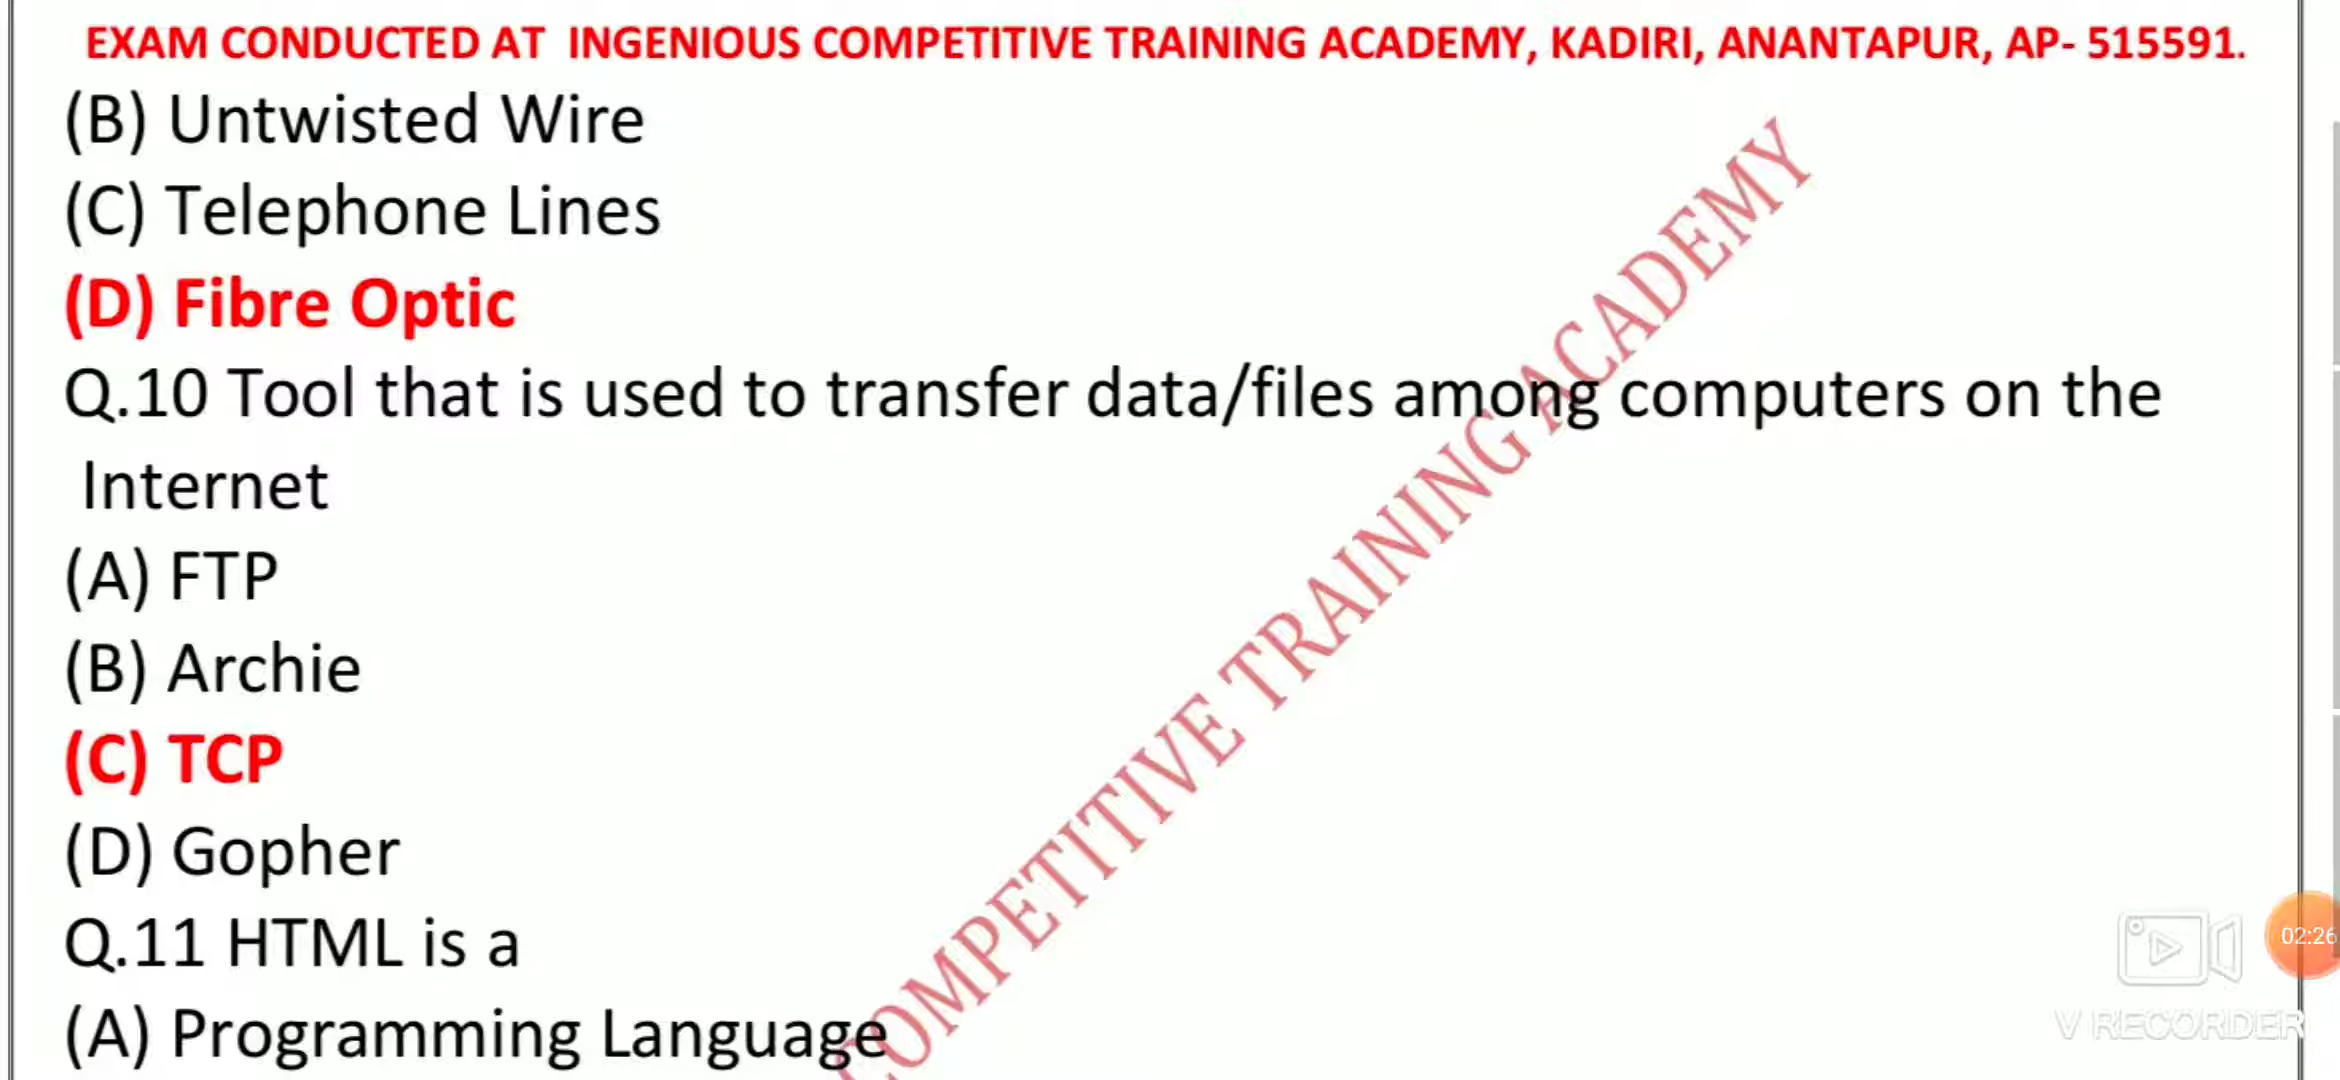 EXAM CONDUCTED AT INGENIOUS COMPETITIVE TRAINING ACADEMY, KADIRI, ANANTAPUR, AP- 515591.
(B) Untwisted Wire
(C) Telephone Lines
(D) Fibre Optic
Q.10 Tool that is used to transfer data/files among computers on the
Internet
(A) FTP
(B) Archie
(C) TCP
(D) Gopher
Q.11 HTML is a
(A) Programming Language
COMPETITIVE TRAINING ACADEMY
02:26
V RECORDER